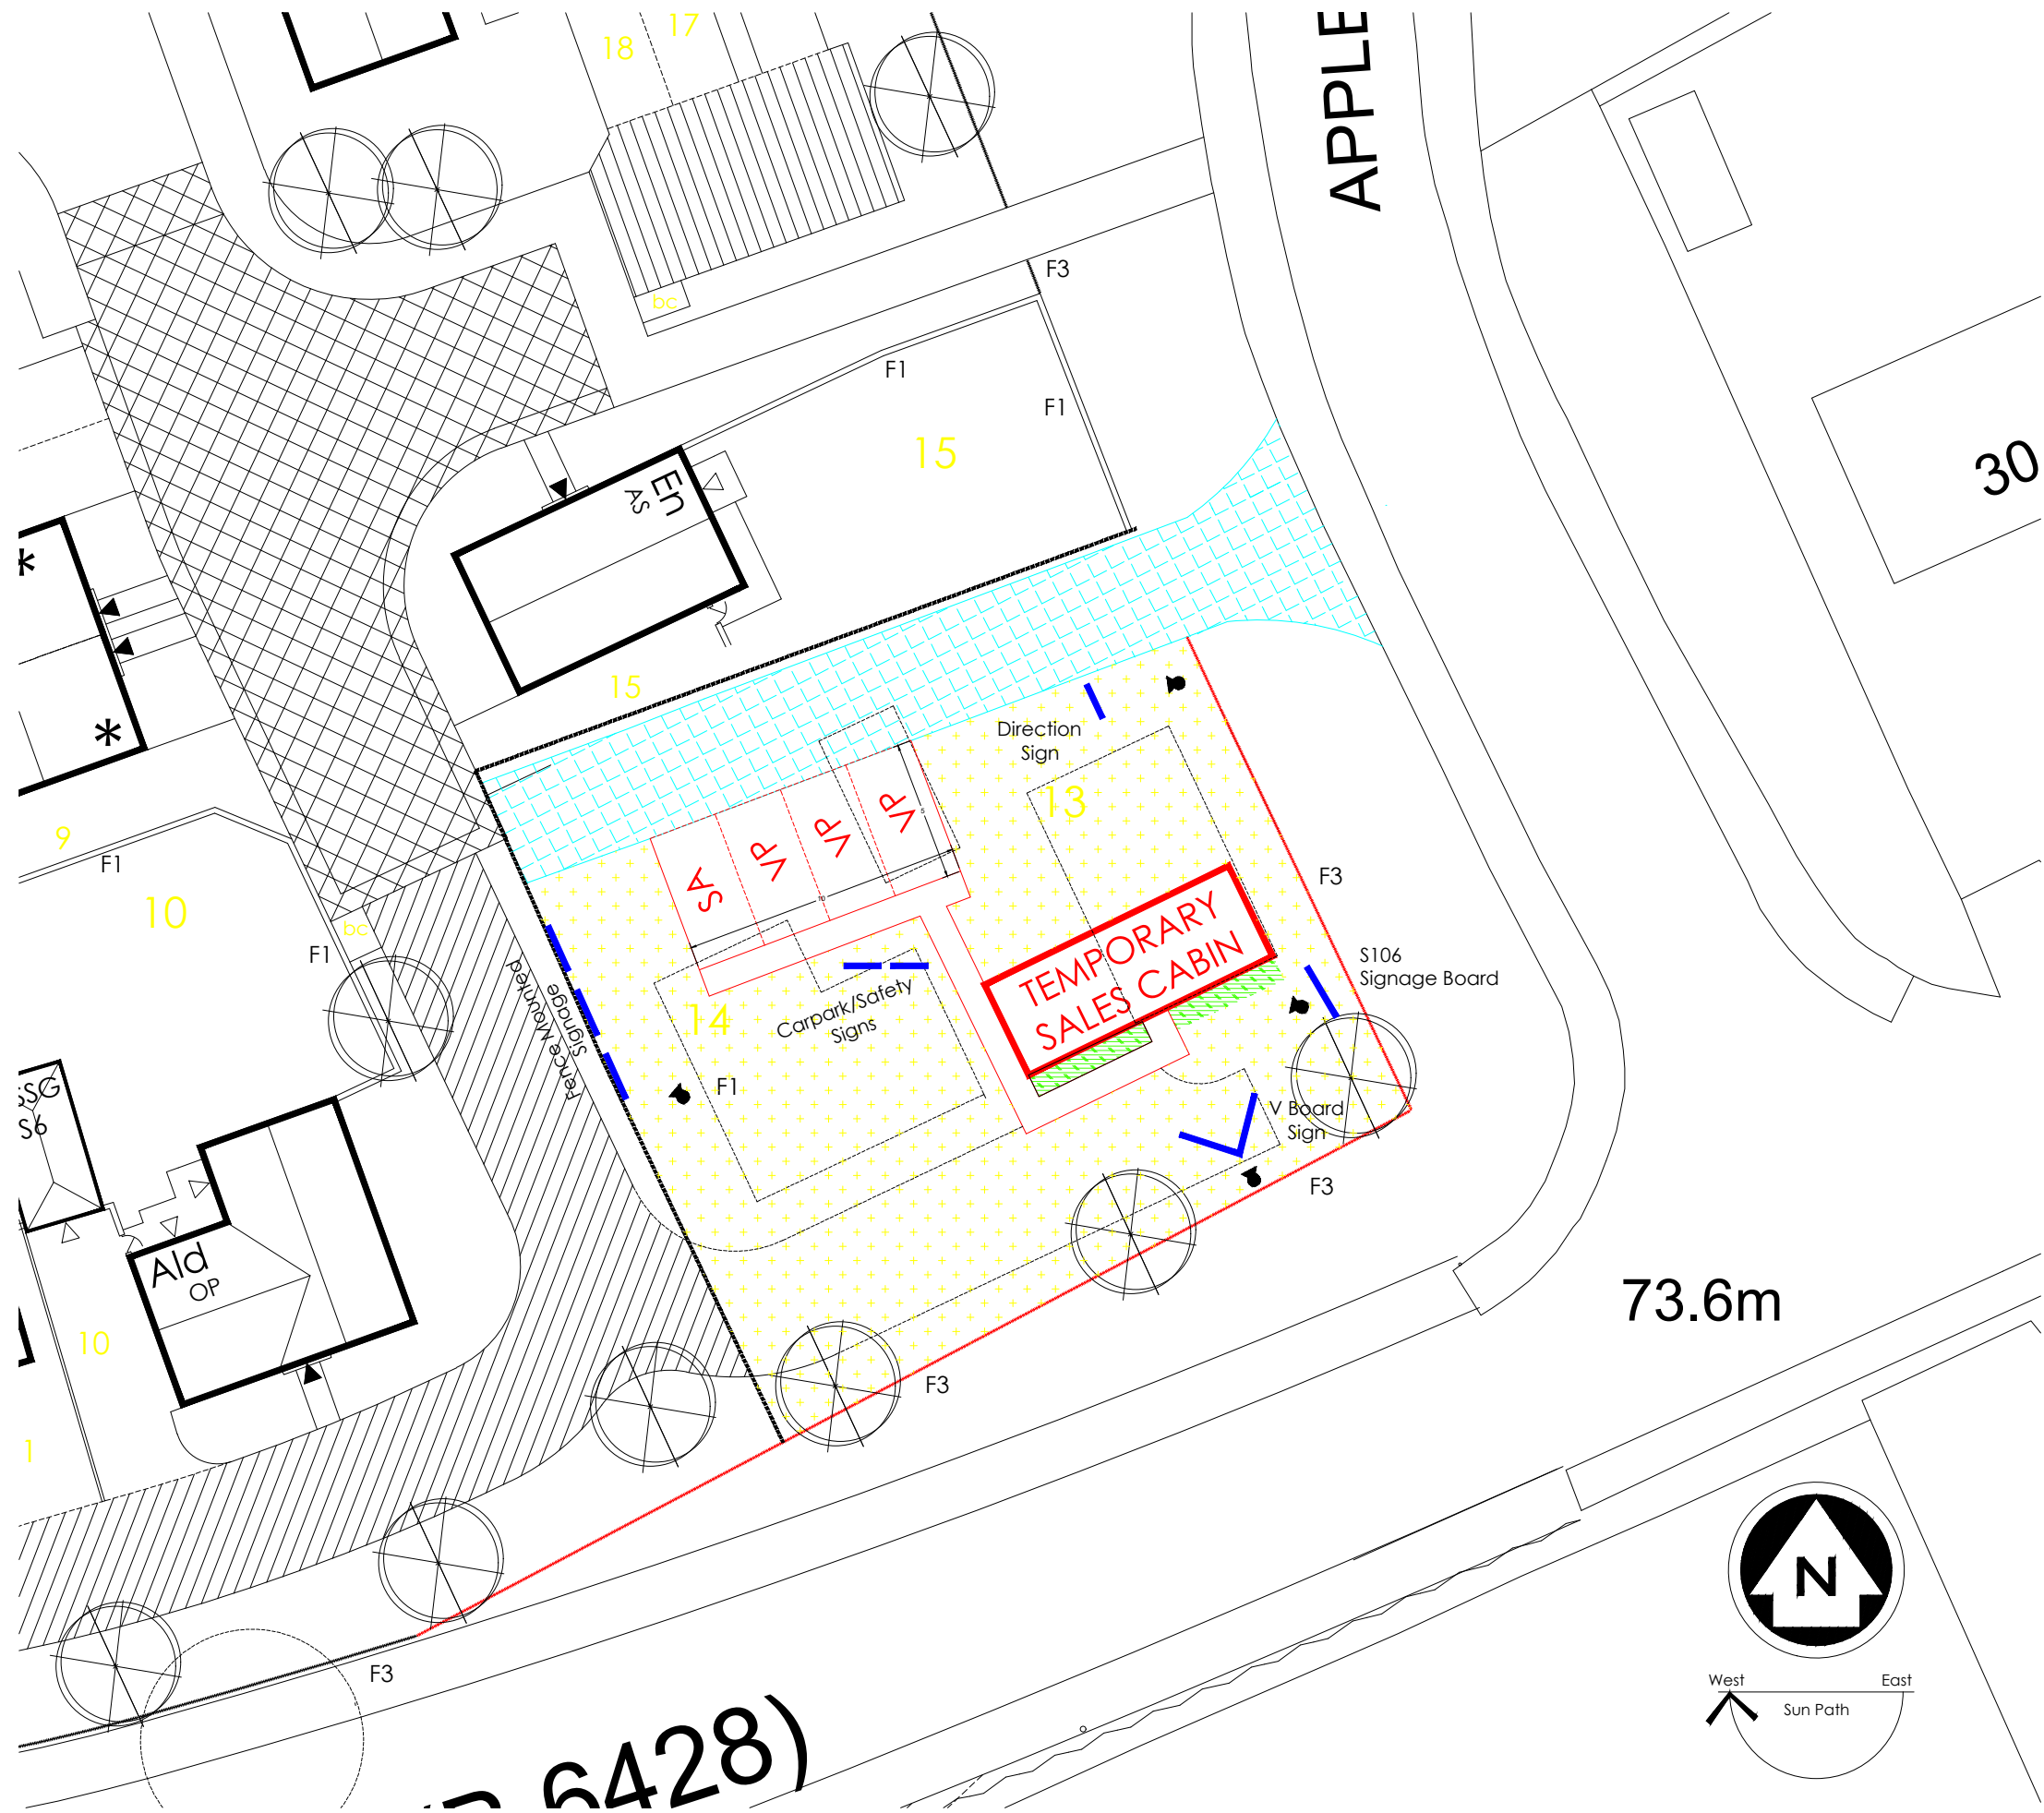 17
18
APPLE
bc
F3
F1
F1
15
30
En
AS
*
*
15
Direction
Sign
13
VP
VP
VP
SA
9
F1
10
bc
F1
F3
TEMPORARY
SALES CABIN
S106
Signage Board
Fence Mounted
Signage
14
Carpark/Safety
Signs
F1
SSG
S6
V Board
Sign
F3
Ald
OP
10
73.6m
F3
1
N
F3
West
East
Sun Path
6428)